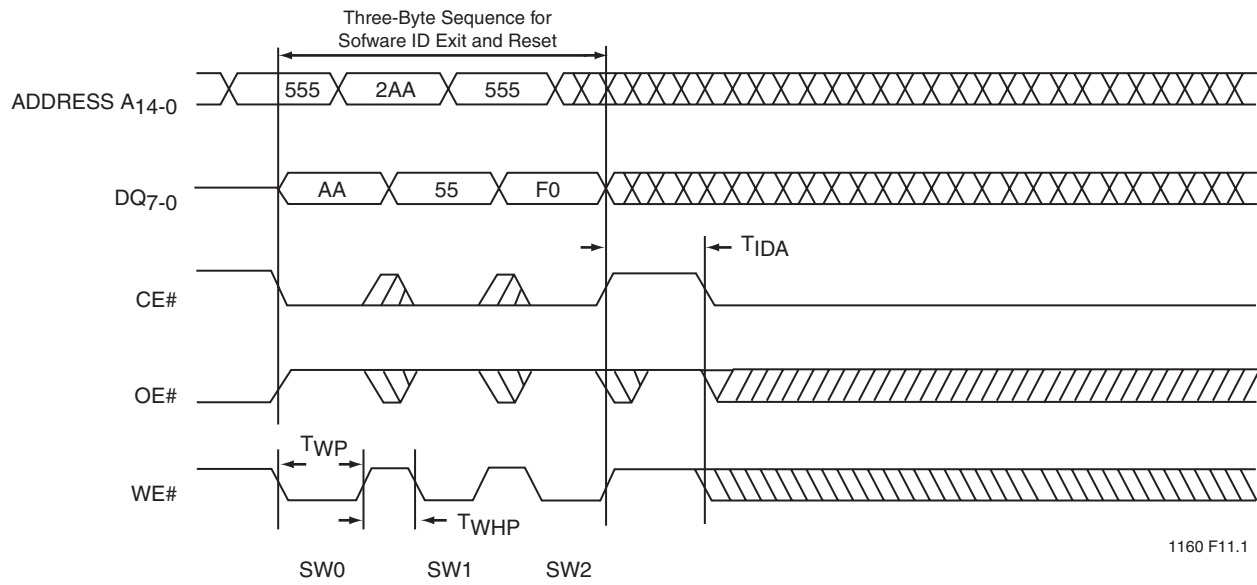 Three-Byte Sequence for
Sofware ID Exit and Reset
ADDRESS A14-0
555 2AA 555
DQ7-0
AA 55 F0
TIDA
CE#
OE#
TWP
WE#
TWHP
SW0 SW1 SW2
1160 F11.1